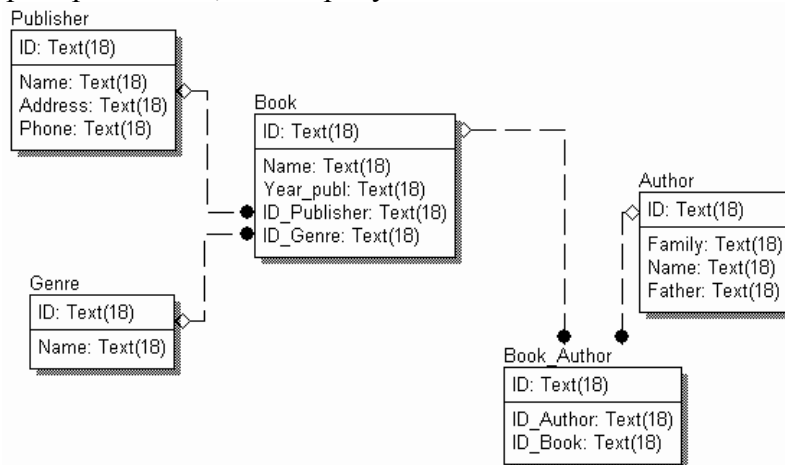 Publisher
ID: Text(18)
Name: Text(18)
Address: Text(18)
Phone: Text(18)
Book
ID: Text(18)
Name: Text(18)
Year_publ: Text(18)
ID_Publisher: Text(18)
ID_Genre: Text(18)
Author
ID: Text(18)
Family: Text(18)
Name: Text(18)
Father: Text(18)
Genre
ID: Text(18)
Name: Text(18)
Book_Author
ID: Text(18)
ID_Author: Text(18)
ID_Book: Text(18)